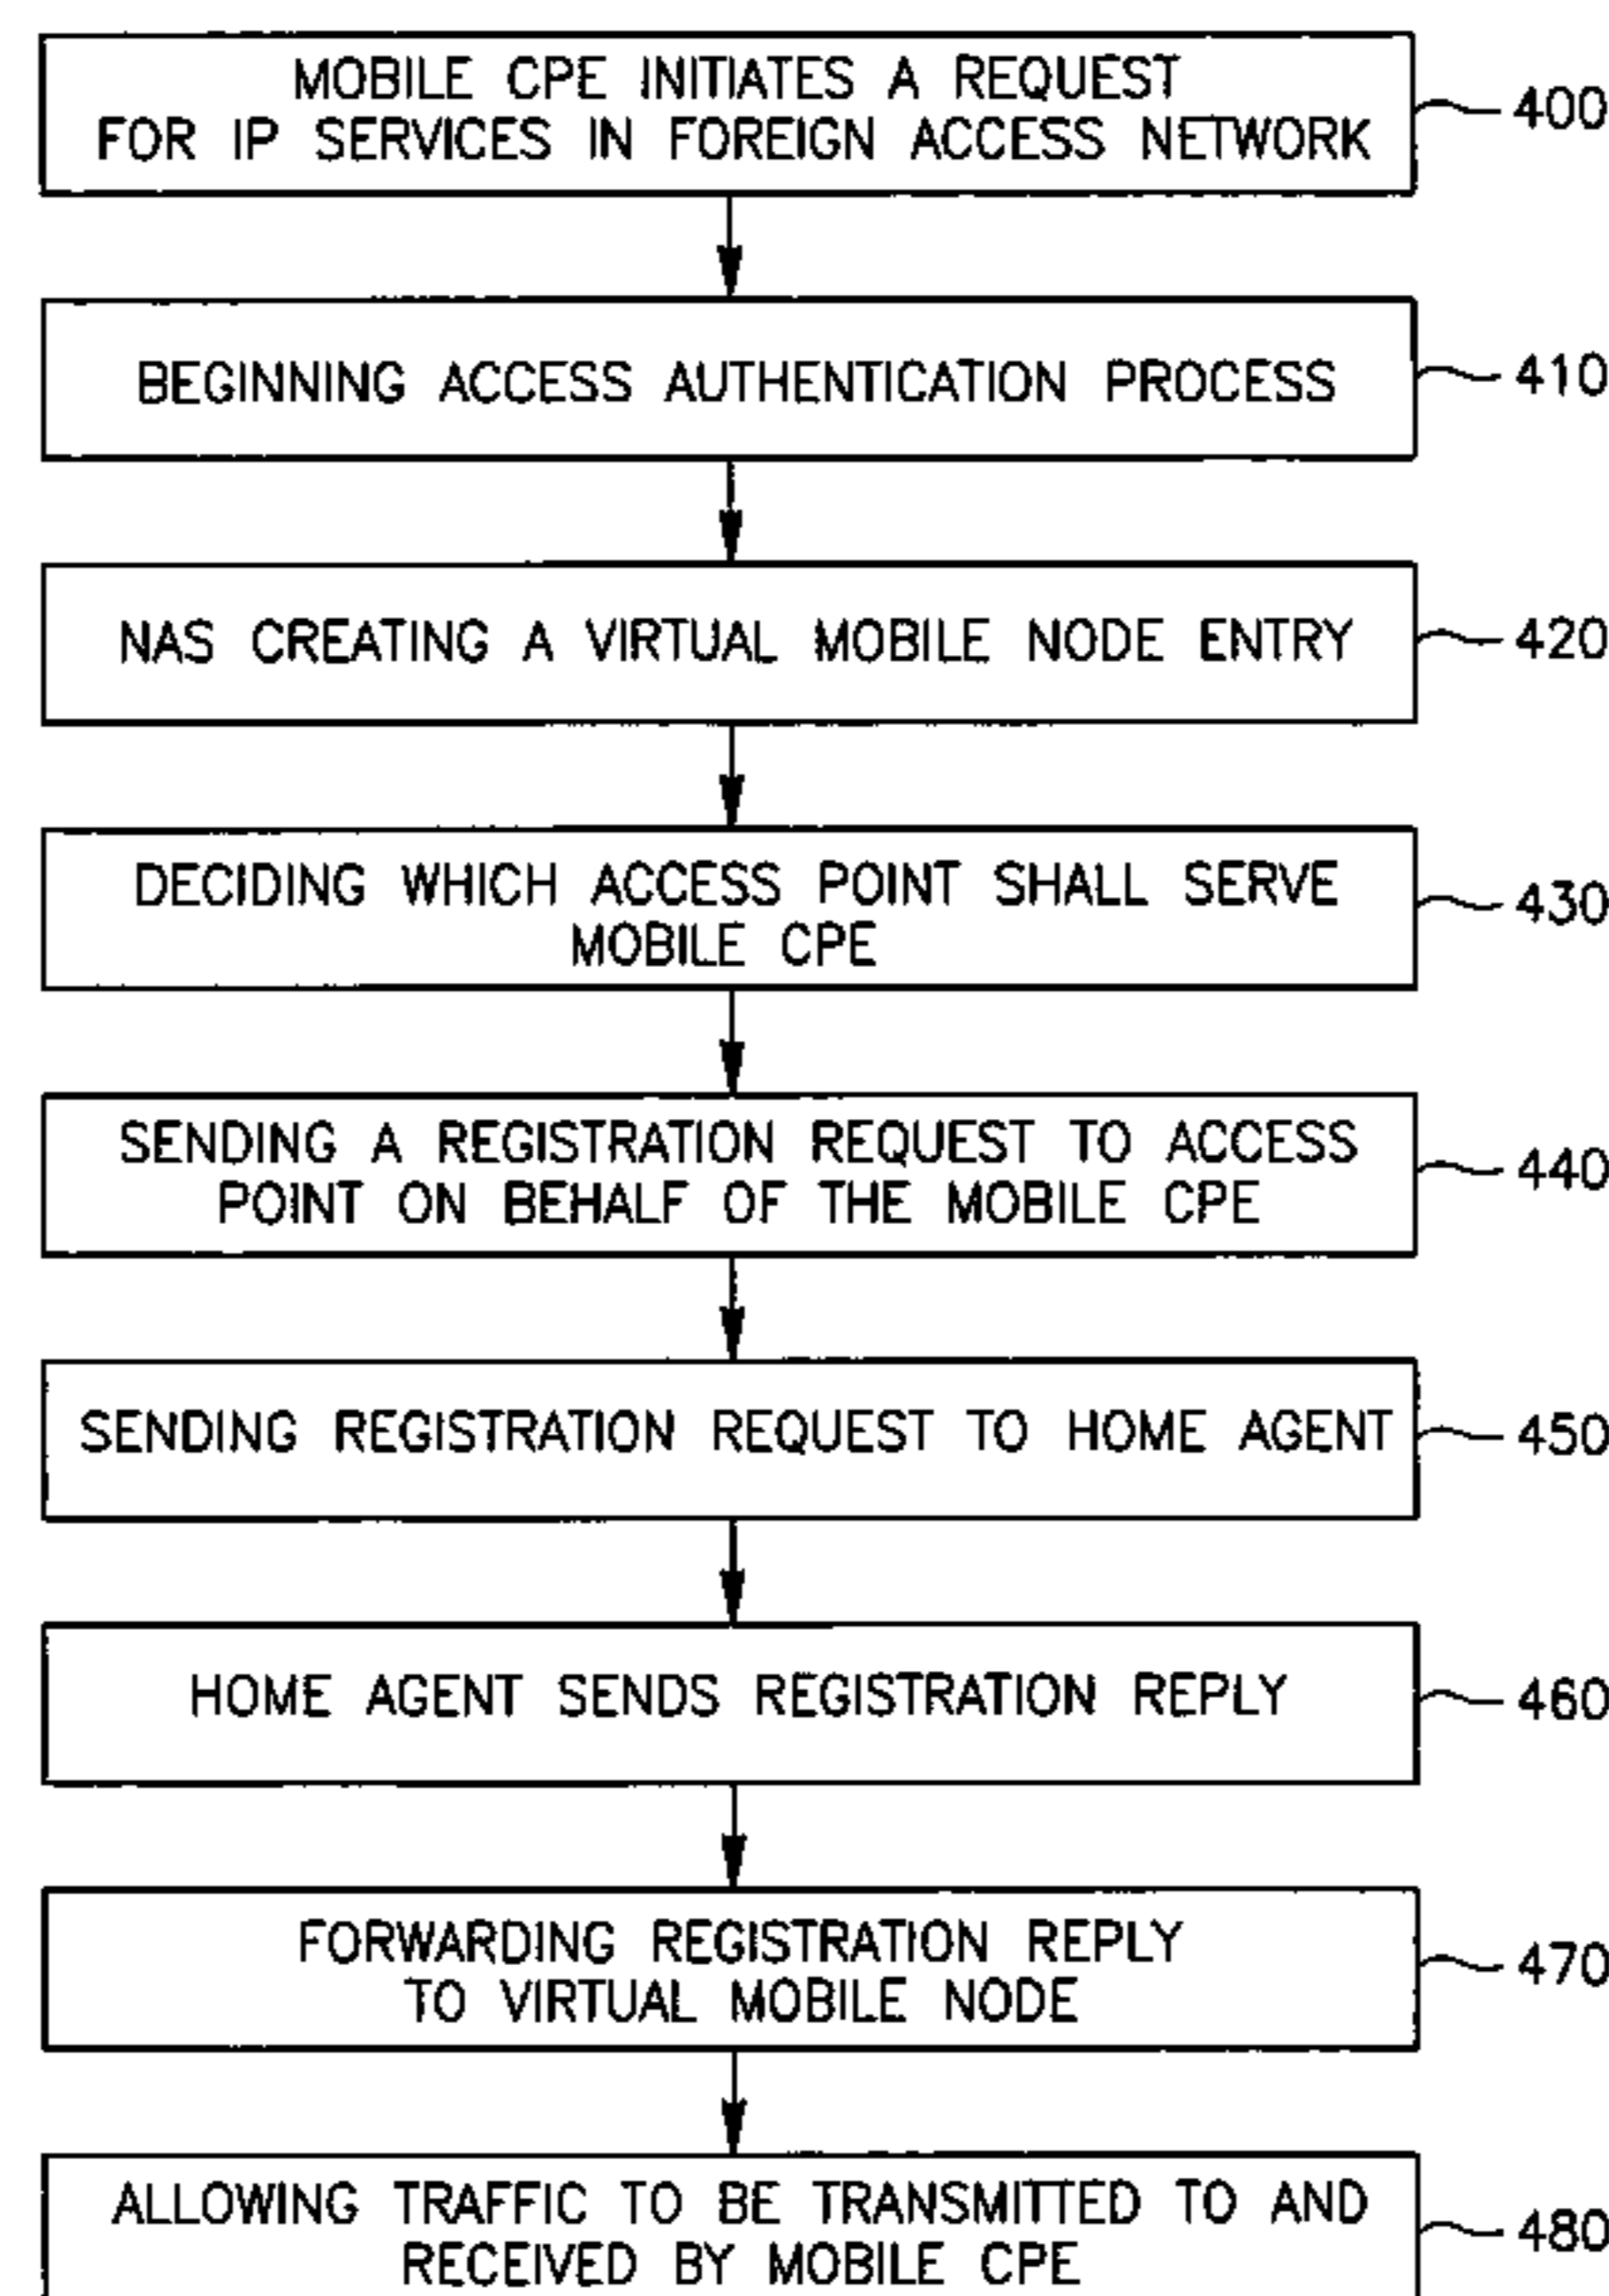 MOBILE CPE INITIATES A REQUEST
FOR IP SERVICES IN FOREIGN ACCESS NETWORK
400
BEGINNING ACCESS AUTHENTICATION PROCESS
410
NAS CREATING A VIRTUAL MOBILE NODE ENTRY
420
DECIDING WHICH ACCESS POINT SHALL SERVE
MOBILE CPE
430
SENDING A REGISTRATION REQUEST TO ACCESS
POINT ON BEHALF OF THE MOBILE CPE
440
SENDING REGISTRATION REQUEST TO HOME AGENT
450
HOME AGENT SENDS REGISTRATION REPLY
460
FORWARDING REGISTRATION REPLY
TO VIRTUAL MOBILE NODE
470
ALLOWING TRAFFIC TO BE TRANSMITTED TO AND
RECEIVED BY MOBILE CPE
480